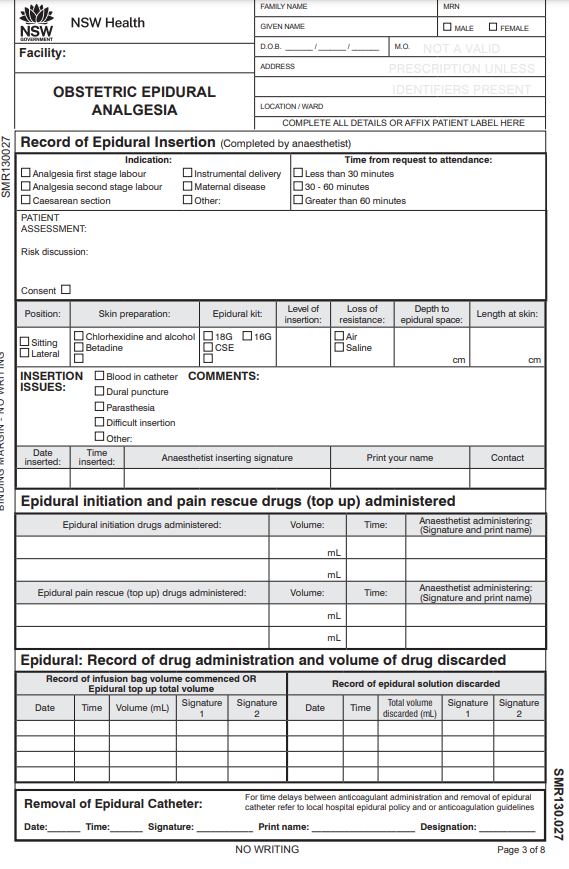 FAMILY NAME MRN
NSW GOVERNMENT NSW Health
GIVEN NAME MALE FEMALE
Facility:
D.O.B. _______ / _______ / _______ M.O. NOT A VALID
ADDRESS PRESCRIPTION UNLESS
IDENTIFIERS PRESENT
OBSTETRIC EPIDURAL
ANALGESIA
LOCATION / WARD
COMPLETE ALL DETAILS OR AFFIX PATIENT LABEL HERE
SMR130027
Record of Epidural Insertion (Completed by anaesthetist)
Indication: Time from request to attendance:
Analgesia first stage labour Instrumental delivery Less than 30 minutes
Analgesia second stage labour Maternal disease 30 - 60 minutes
Caesarean section Other: Greater than 60 minutes
PATIENT
ASSESSMENT:
Risk discussion:
Consent
Position: Skin preparation: Epidural kit: Level of insertion: Loss of resistance: Depth to epidural space: Length at skin:
Sitting Chlorhexidine and alcohol 18G 16G Air
Lateral Betadine CSE Saline
cm cm
INSERTION ISSUES: Blood in catheter COMMENTS:
Dural puncture
Parasthesia
Difficult insertion
Other:
BINDING MARGIN - NO WRITING
Date inserted: Time inserted: Anaesthetist inserting signature Print your name Contact
Epidural initiation and pain rescue drugs (top up) administered
Epidural initiation drugs administered: Volume: Time: Anaesthetist administering: (Signature and print name)
mL
mL
Epidural pain rescue (top up) drugs administered: Volume: Time: Anaesthetist administering: (Signature and print name)
mL
mL
Epidural: Record of drug administration and volume of drug discarded
Record of infusion bag volume commenced OR
Epidural top up total volume
Record of epidural solution discarded
Date Time Volume (mL) Signature 1 Signature 2 Date Time Total volume discarded (mL) Signature 1 Signature 2
Removal of Epidural Catheter:
For time delays between anticoagulant administration and removal of epidural
catheter refer to local hospital epidural policy and or anticoagulation guidelines
Date:______ Time:______ Signature: __________ Print name: ___________________ Designation: __________
SMR130.027
NO WRITING
Page 3 of 8